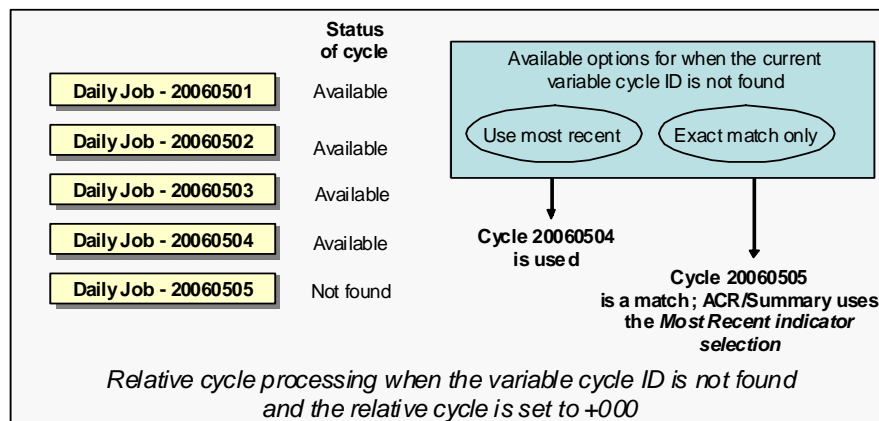 Status
of cycle
Daily Job - 20060501
Available
Daily Job - 20060502
Available
Daily Job - 20060503
Available
Daily Job - 20060504
Available
Daily Job - 20060505
Not found
Available options for when the current
variable cycle ID is not found
Use most recent
Exact match only
Cycle 20060504
is used
Cycle 20060505
is a match; ACR/Summary uses
the Most Recent indicator
selection
Relative cycle processing when the variable cycle ID is not found
and the relative cycle is set to +000